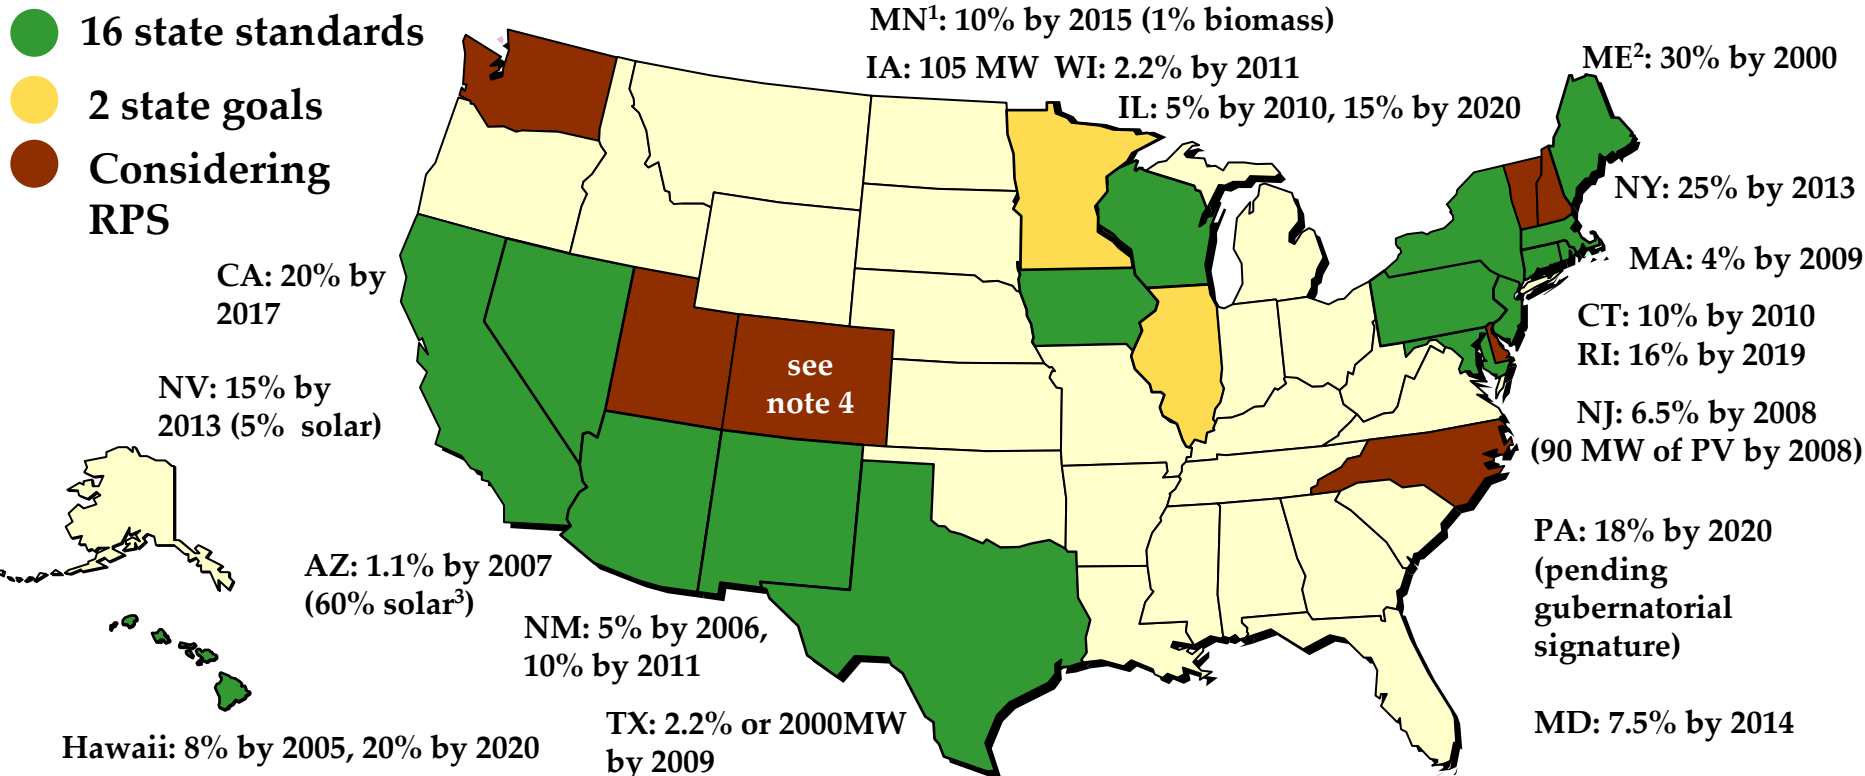 16 state standards
2 state goals
Considering
RPS
MN¹: 10% by 2015 (1% biomass)
IA: 105 MW WI: 2.2% by 2011
IL: 5% by 2010, 15% by 2020
ME²: 30% by 2000
NY: 25% by 2013
MA: 4% by 2009
CT: 10% by 2010
RI: 16% by 2019
NJ: 6.5% by 2008
(90 MW of PV by 2008)
PA: 18% by 2020
(pending
gubernatorial
signature)
MD: 7.5% by 2014
CA: 20% by
2017
NV: 15% by
2013 (5% solar)
see
note 4
AZ: 1.1% by 2007
(60% solar³)
NM: 5% by 2006,
10% by 2011
TX: 2.2% or 2000MW
by 2009
Hawaii: 8% by 2005, 20% by 2020